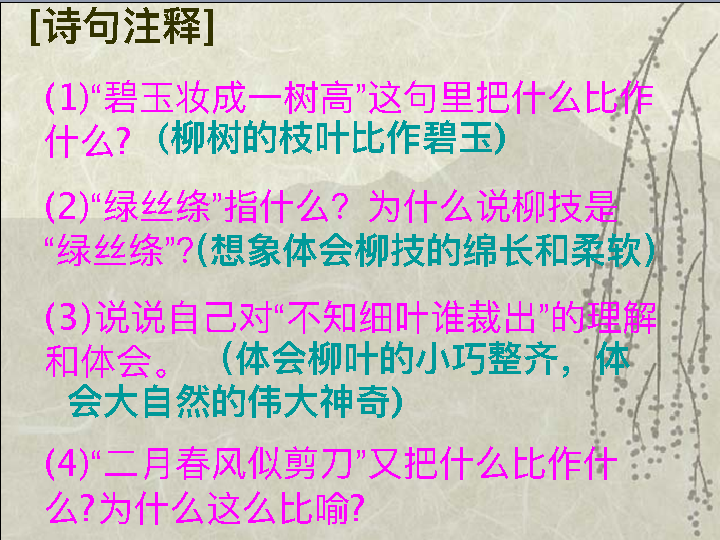 [诗句注释]
(1)“碧玉妆成一树高”这句里把什么比作
什么？（柳树的枝叶比作碧玉）
(2)“绿丝绦”指什么？为什么说柳技是
“绿丝绦”?(想象体会柳技的绵长和柔软）
(3)说说自己对“不知细叶谁裁出”的理解
和体会。（体会柳叶的小巧整齐，体
会大自然的伟大神奇）
(4)“二月春风似剪刀”又把什么比作什
么?为什么这么比喻?